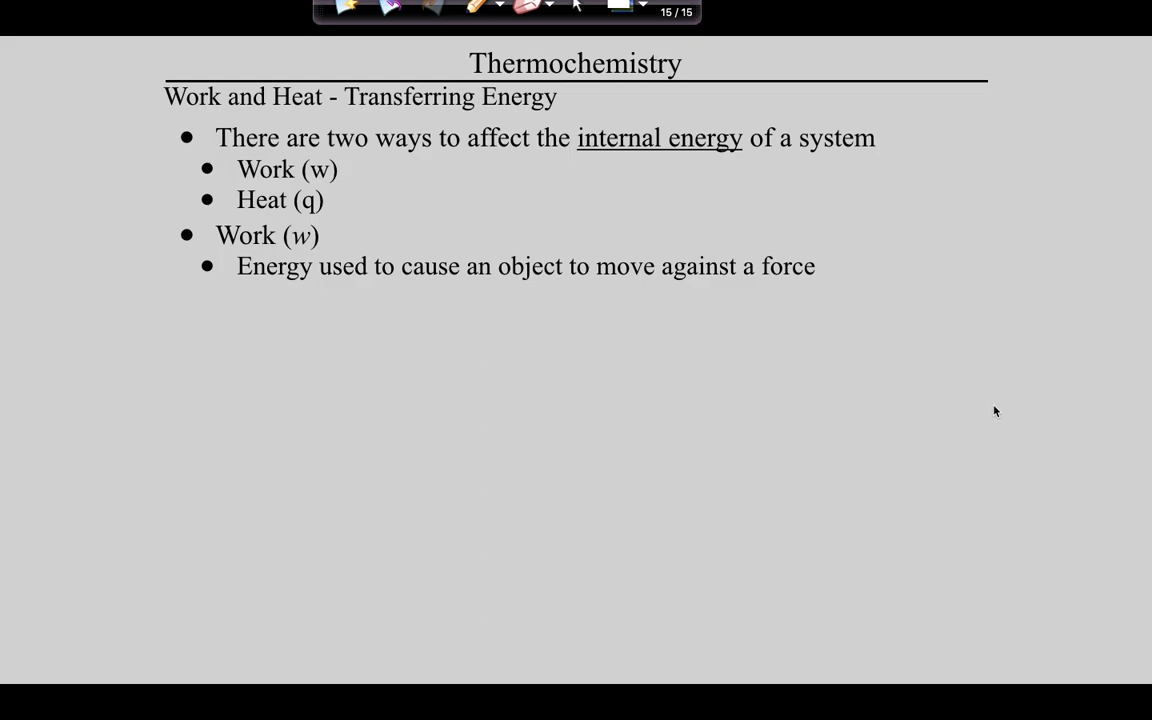 15 / 15
Thermochemistry
Work and Heat - Transferring Energy
● There are two ways to affect the internal energy of a system
● Work (w)
● Heat (q)
● Work (w)
● Energy used to cause an object to move against a force